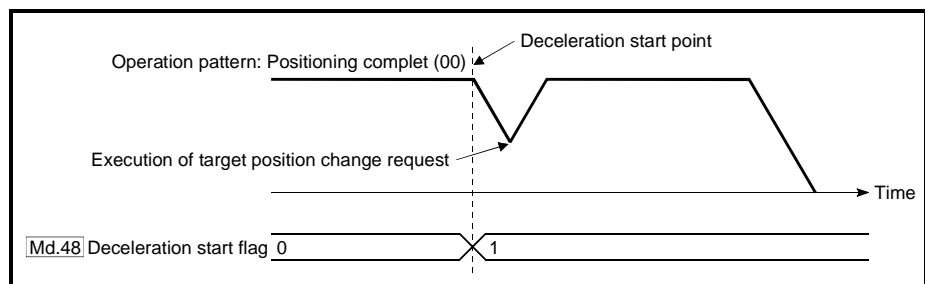 Deceleration start point
Operation pattern: Positioning complet (00)
Execution of target position change request
Time
Md.48 Deceleration start flag 0 1